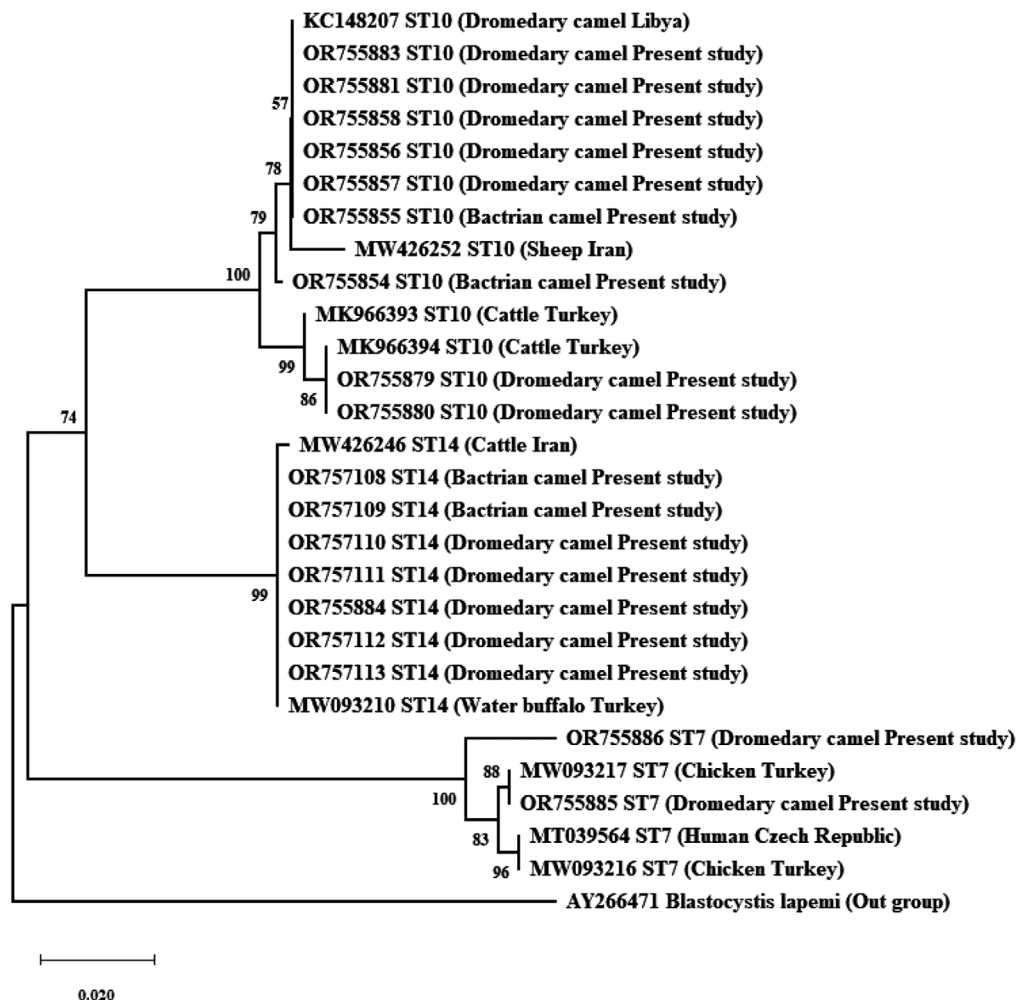 KC148207 ST10 (Dromedary camel Libya)
OR755883 ST10 (Dromedary camel Present study)
OR755881 ST10 (Dromedary camel Present study)
57
OR755858 ST10 (Dromedary camel Present study)
OR755856 ST10 (Dromedary camel Present study)
78
OR755857 ST10 (Dromedary camel Present study)
79
OR755855 ST10 (Bactrian camel Present study)
MW426252 ST10 (Sheep Iran)
100
OR755854 ST10 (Bactrian camel Present study)
MK966393 ST10 (Cattle Turkey)
MK966394 ST10 (Cattle Turkey)
99
OR755879 ST10 (Dromedary camel Present study)
86
OR755880 ST10 (Dromedary camel Present study)
74
MW426246 ST14 (Cattle Iran)
OR757108 ST14 (Bactrian camel Present study)
OR757109 ST14 (Bactrian camel Present study)
OR757110 ST14 (Dromedary camel Present study)
OR757111 ST14 (Dromedary camel Present study)
99
OR755884 ST14 (Dromedary camel Present study)
OR757112 ST14 (Dromedary camel Present study)
OR757113 ST14 (Dromedary camel Present study)
MW093210 ST14 (Water buffalo Turkey)
OR755886 ST7 (Dromedary camel Present study)
88
MW093217 ST7 (Chicken Turkey)
100
OR755885 ST7 (Dromedary camel Present study)
83
MT039564 ST7 (Human Czech Republic)
96
MW093216 ST7 (Chicken Turkey)
AY266471 Blastocystis lapemi (Out group)
0.020